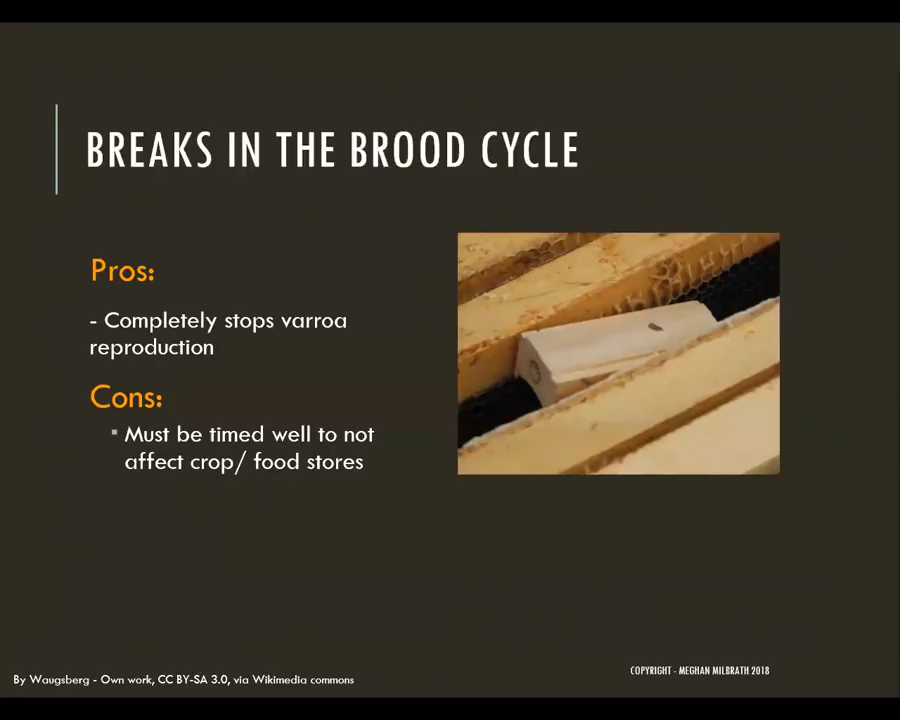 BREAKS IN THE BROOD CYCLE
Pros:
- Completely stops varroa
reproduction
Cons:
▪ Must be timed well to not
affect crop/ food stores
By Waugsberg - Own work, CC BY-SA 3.0, via Wikimedia commons
COPYRIGHT - MEGHAN MILBRATH 2018